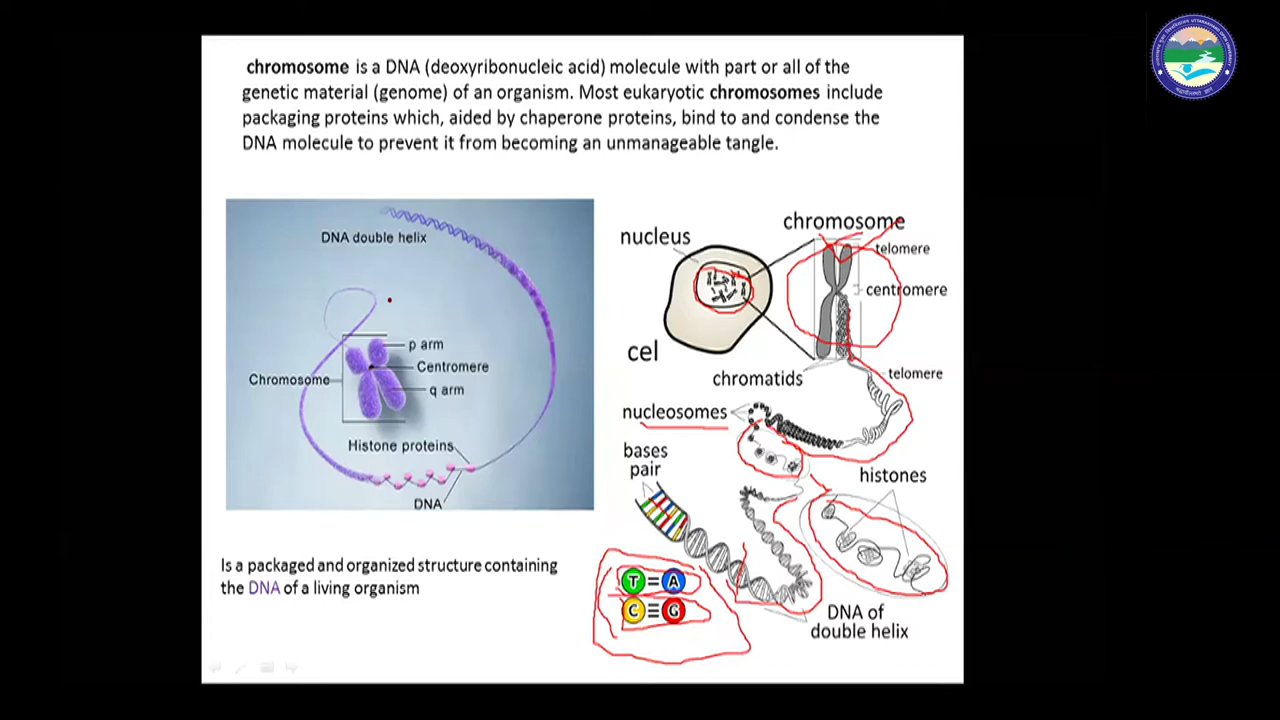 chromosome is a DNA (deoxyribonucleic acid) molecule with part or all of the
genetic material (genome) of an organism. Most eukaryotic chromosomes include
packaging proteins which, aided by chaperone proteins, bind to and condense the
DNA molecule to prevent it from becoming an unmanageable tangle.
DNA double helix
p arm
Centromere
Chromosome
q arm
Histone proteins
DNA
Is a packaged and organized structure containing
the DNA of a living organism
chromosome
nucleus
telomere
centromere
cel
chromatids
telomere
nucleosomes
bases
pair
histones
T = A
C ≡ G
DNA of
double helix